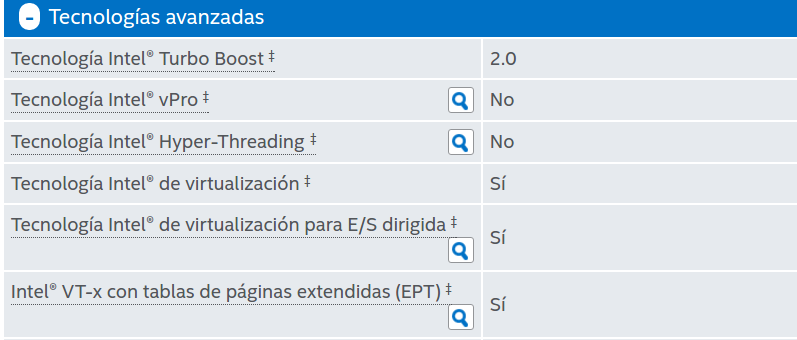 - Tecnologías avanzadas
Tecnología Intel® Turbo Boost ‡ 2.0
Tecnología Intel® vPro ‡ No
Tecnología Intel® Hyper-Threading ‡ No
Tecnología Intel® de virtualización ‡ Sí
Tecnología Intel® de virtualización para E/S dirigida ‡ Sí
Intel® VT-x con tablas de páginas extendidas (EPT) ‡ Sí